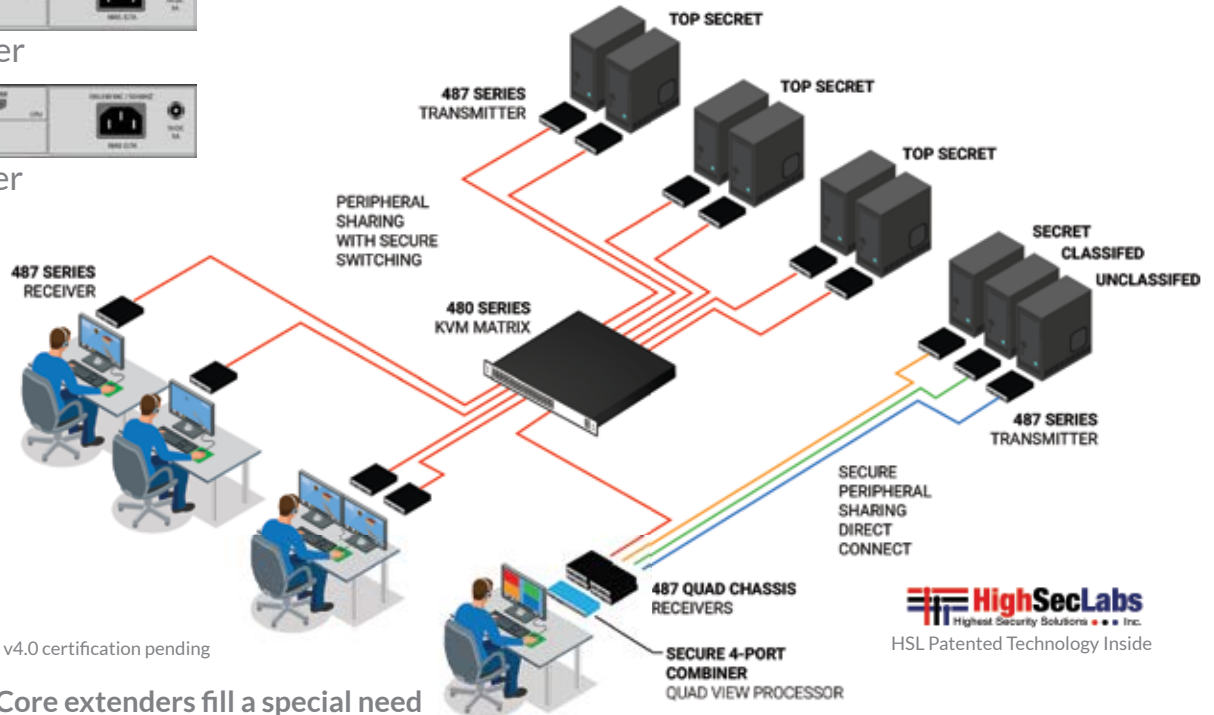 er
er
TOP SECRET
487 SERIES
TRANSMITTER
TOP SECRET
TOP SECRET
PERIPHERAL
SHARING
WITH SECURE
SWITCHING
SECRET
CLASSIFED
UNCLASSIFED
487 SERIES
RECEIVER
480 SERIES
KVM MATRIX
487 SERIES
TRANSMITTER
SECURE
PERIPHERAL
SHARING
DIRECT
CONNECT
487 QUAD CHASSIS
RECEIVERS
HighSecLabs
Highest Security Solutions Inc.
HSL Patented Technology Inside
v4.0 certification pending
SECURE 4-PORT
COMBINER
QUAD VIEW PROCESSOR
Core extenders fill a special need